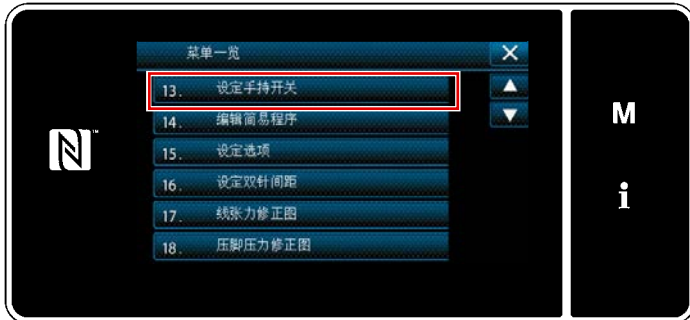 菜单一览
13. 设定手持开关
14. 编辑简易程序
15. 设定选项
16. 设定双针间距
17. 线张力修正图
18. 压脚压力修正图
M
i